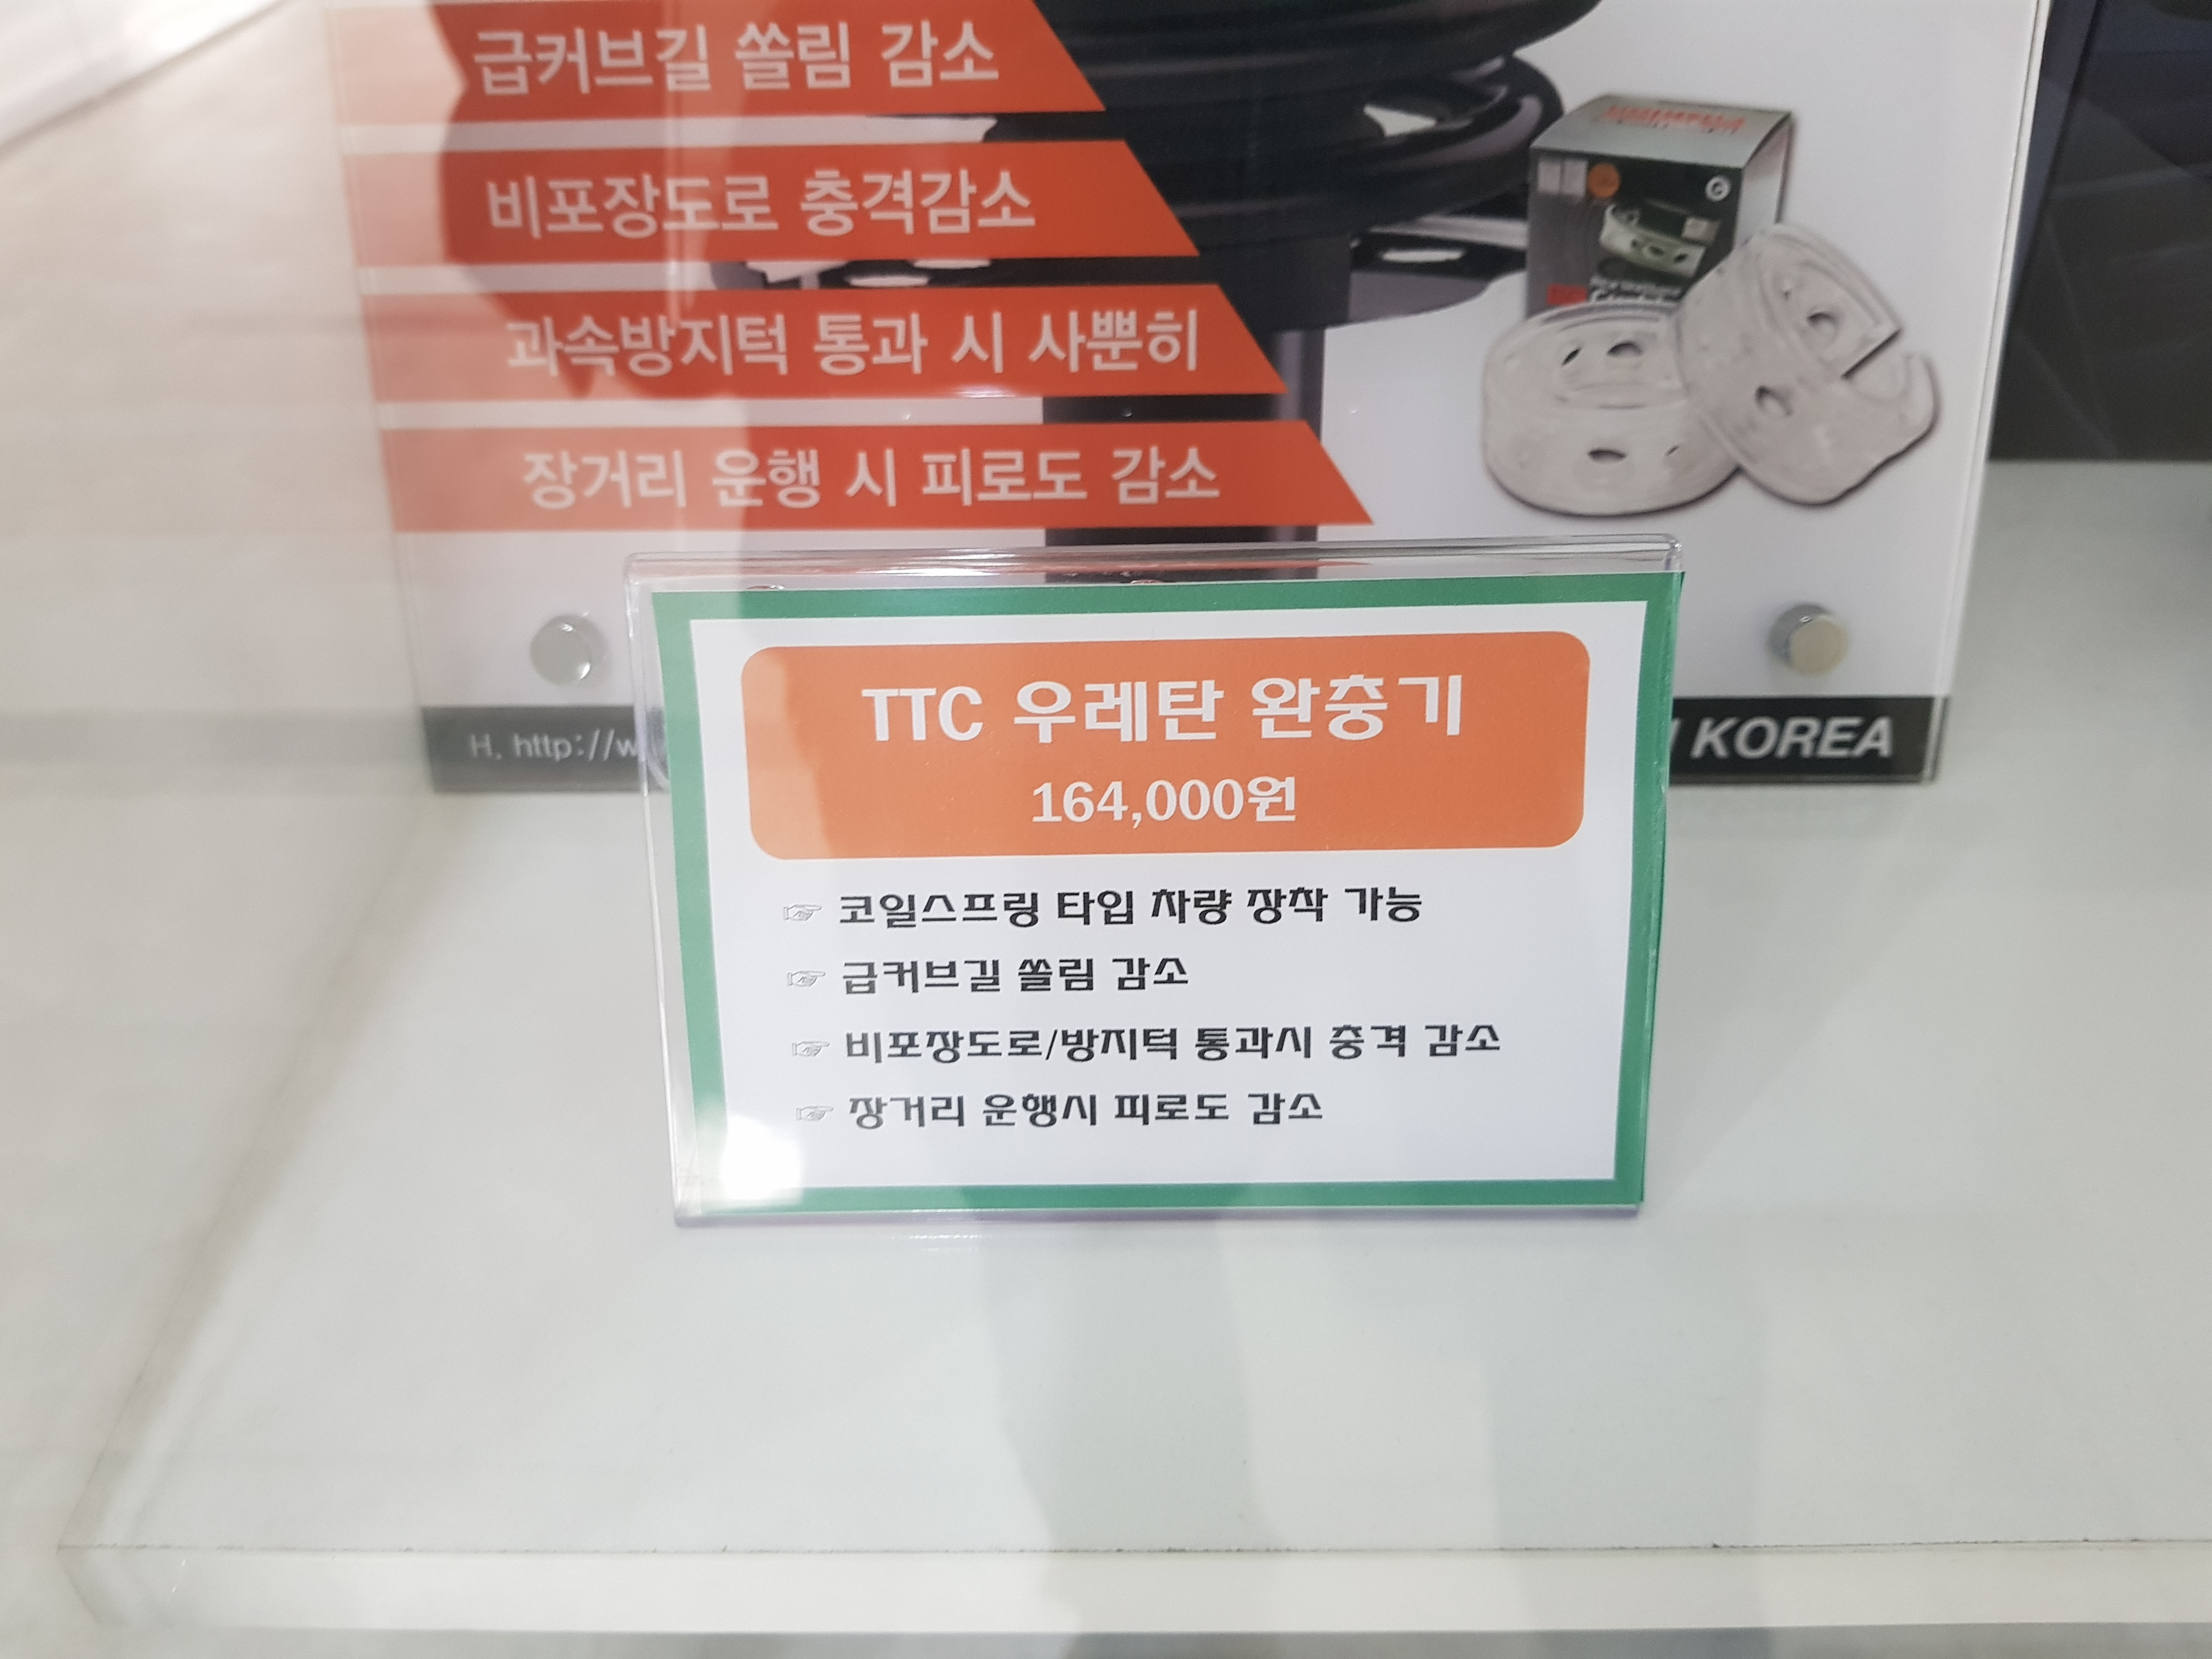 급커브길 쏠림 감소
비포장도로 충격감소
과속방지턱 통과 시 사뿐히
장거리 운행 시 피로도 감소
H. http://w
KOREA
TTC 우레탄 완충기
164,000원
☞ 코일스프링 타입 차량 장착 가능
☞ 급커브길 쏠림 감소
☞ 비포장도로/방지턱 통과시 충격 감소
☞ 장거리 운행시 피로도 감소